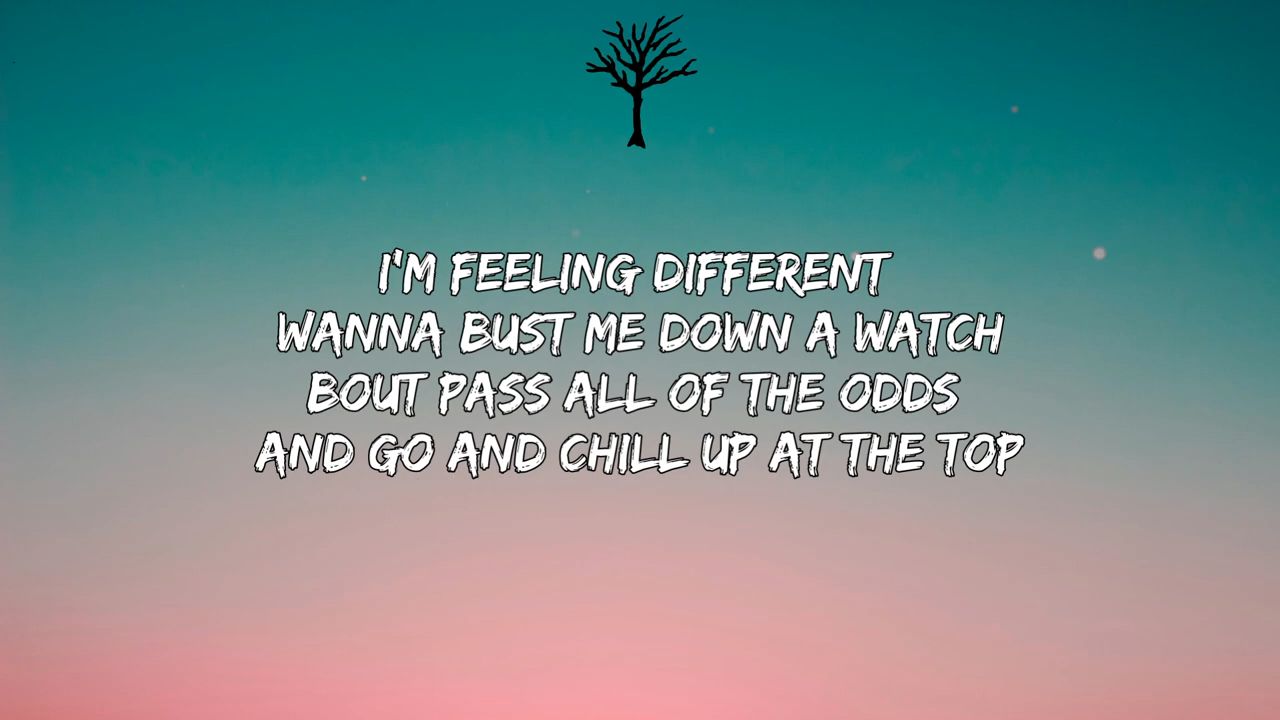 I'M FEELING DIFFERENT
WANNA BUST ME DOWN A WATCH
BOUT PASS ALL OF THE ODDS
AND GO AND CHILL UP AT THE TOP